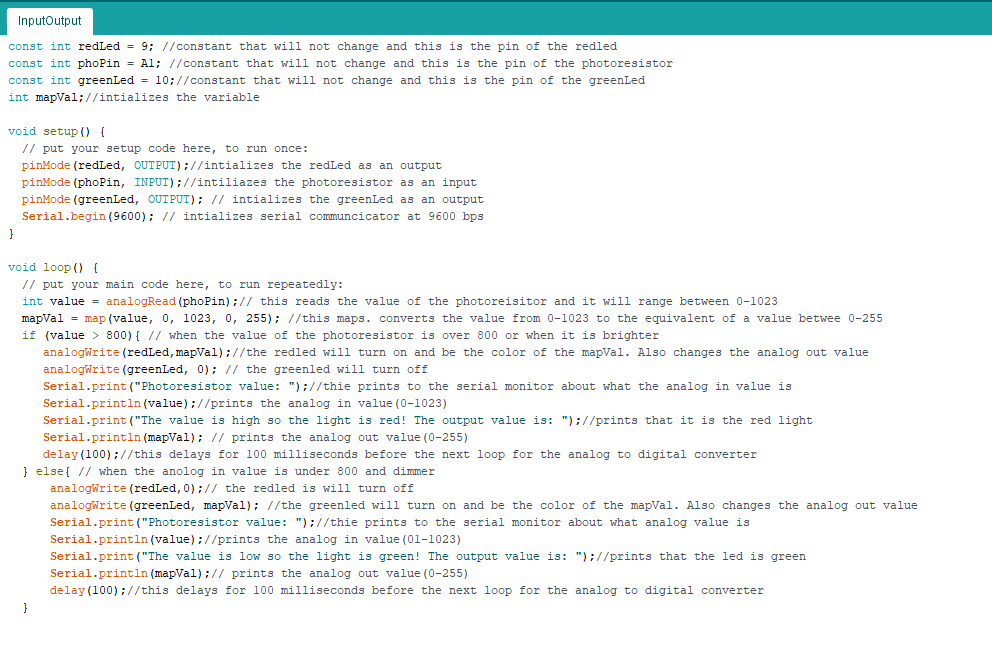 InputOutput
const int redLed = 9; //constant that will not change and this is the pin of the redled
const int phoPin = A1; //constant that will not change and this is the pin of the photoresistor
const int greenLed = 10;//constant that will not change and this is the pin of the greenLed
int mapVal;//intializes the variable

void setup() {
  // put your setup code here, to run once:
  pinMode(redLed, OUTPUT);//intializes the redLed as an output
  pinMode(phoPin, INPUT);//intiliazes the photoresistor as an input
  pinMode(greenLed, OUTPUT); // intializes the greenLed as an output
  Serial.begin(9600); // intializes serial communcicator at 9600 bps
}

void loop() {
  // put your main code here, to run repeatedly:
  int value = analogRead(phoPin);// this reads the value of the photoreisitor and it will range between 0-1023
  mapVal = map(value, 0, 1023, 0, 255); //this maps. converts the value from 0-1023 to the equivalent of a value betwee 0-255
  if (value > 800){ // when the value of the photoresistor is over 800 or when it is brighter
     analogWrite(redLed,mapVal);//the redled will turn on and be the color of the mapVal. Also changes the analog out value
     analogWrite(greenLed, 0); // the greenled will turn off
     Serial.print("Photoresistor value: ");//thie prints to the serial monitor about what the analog in value is
     Serial.println(value);//prints the analog in value(0-1023)
     Serial.print("The value is high so the light is red! The output value is: ");//prints that it is the red light
     Serial.println(mapVal); // prints the analog out value(0-255)
     delay(100);//this delays for 100 milliseconds before the next loop for the analog to digital converter
  } else{ // when the anolog in value is under 800 and dimmer
      analogWrite(redLed,0);// the redled is will turn off
      analogWrite(greenLed, mapVal); //the greenled will turn on and be the color of the mapVal. Also changes the analog out value
      Serial.print("Photoresistor value: ");//thie prints to the serial monitor about what analog value is
      Serial.println(value);//prints the analog in value(01-1023)
      Serial.print("The value is low so the light is green! The output value is: ");//prints that the led is green
      Serial.println(mapVal);// prints the analog out value(0-255)
      delay(100);//this delays for 100 milliseconds before the next loop for the analog to digital converter
  }